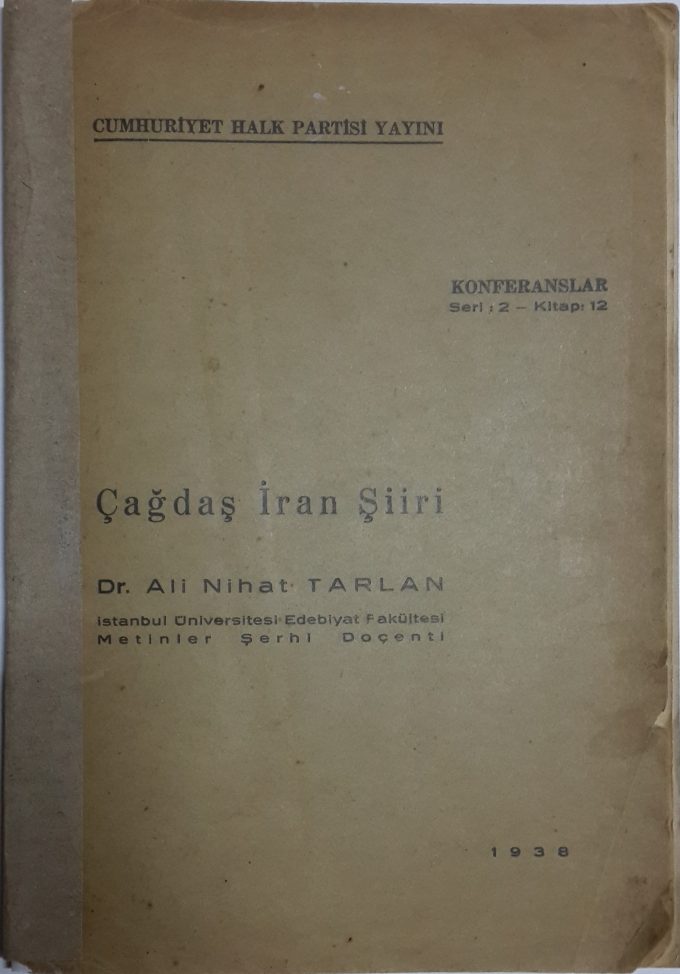 CUMHURİYET HALK PARTİSİ YAYINI
KONFERANSLAR
Seri : 2 – Kitap: 12
Çağdaş İran Şiiri
Dr. Ali Nihat TARLAN
İstanbul Üniversitesi Edebiyat Fakültesi
Metinler Şerhi Doçenti
1938